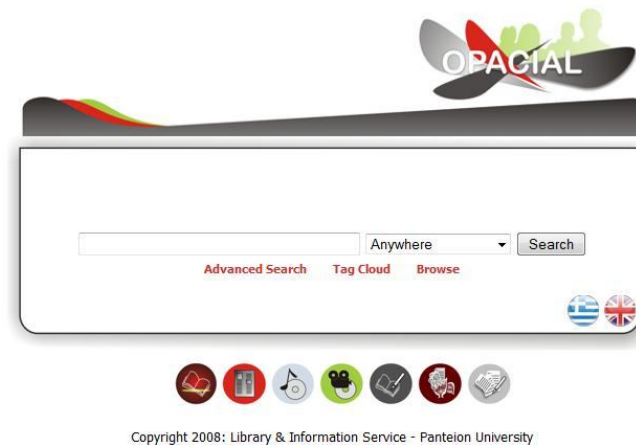 OPACIAL
Anywhere
Search
Advanced Search Tag Cloud Browse
Copyright 2008: Library & Information Service - Panteion University